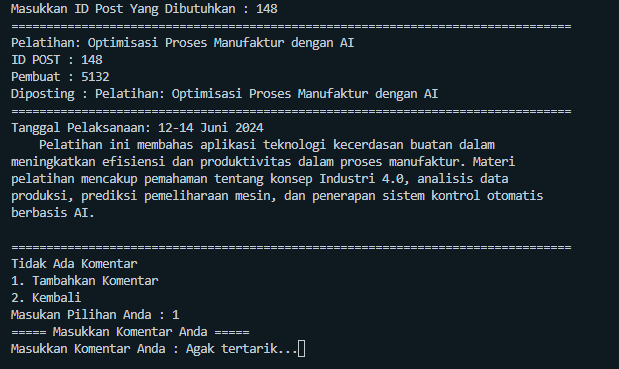 Masukkan ID Post Yang Dibutuhkan : 148
================================================================================
Pelatihan: Optimisasi Proses Manufaktur dengan AI
ID POST : 148
Pembuat : 5132
Diposting : Pelatihan: Optimisasi Proses Manufaktur dengan AI
================================================================================
Tanggal Pelaksanaan: 12-14 Juni 2024
    Pelatihan ini membahas aplikasi teknologi kecerdasan buatan dalam
meningkatkan efisiensi dan produktivitas dalam proses manufaktur. Materi
pelatihan mencakup pemahaman tentang konsep Industri 4.0, analisis data
produksi, prediksi pemeliharaan mesin, dan penerapan sistem kontrol otomatis
berbasis AI.

================================================================================
Tidak Ada Komentar
1. Tambahkan Komentar
2. Kembali
Masukan Pilihan Anda : 1
===== Masukkan Komentar Anda =====
Masukkan Komentar Anda : Agak tertarik...